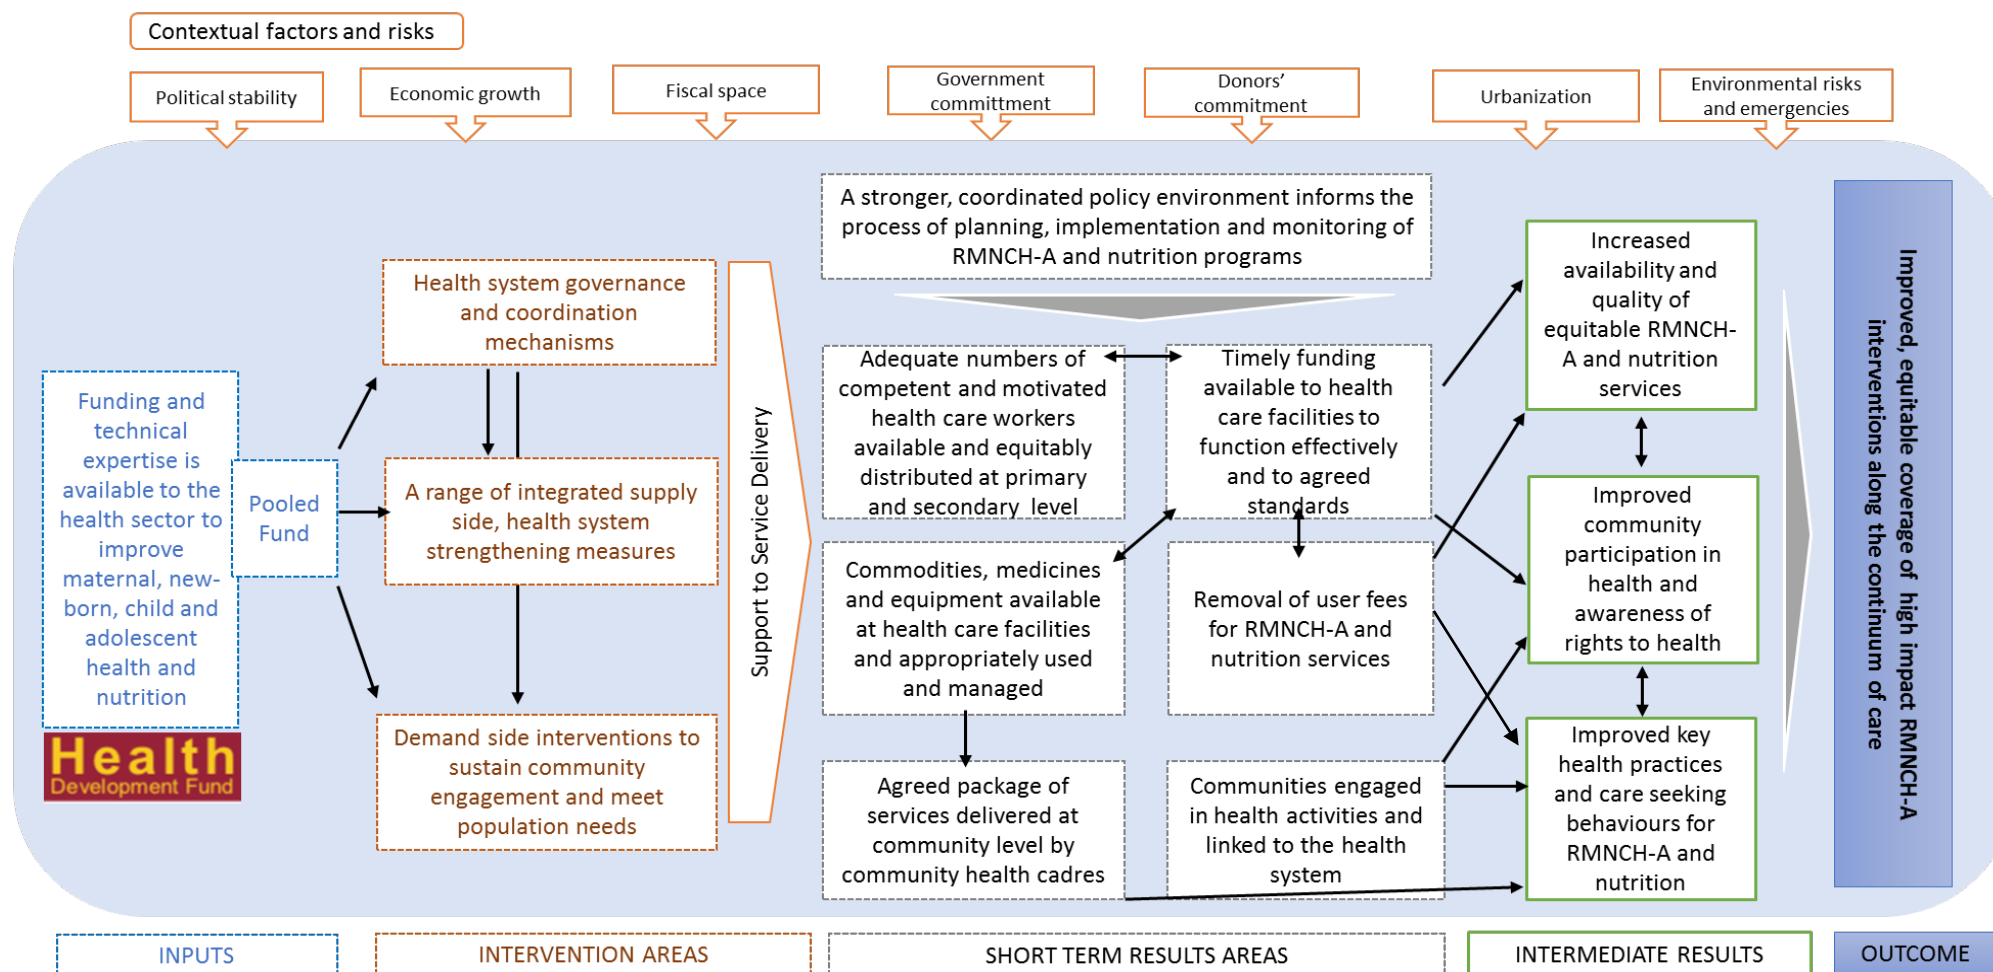 Contextual factors and risks
Political stability
Economic growth
Fiscal space
Government
committment
Donors’
commitment
Urbanization
Environmental risks
and emergencies
Funding and
technical
expertise is
available to the
health sector to
improve
maternal, new-
born, child and
adolescent
health and
nutrition
Health
Development Fund
Pooled
Fund
Health system governance
and coordination
mechanisms
A range of integrated supply
side, health system
strengthening measures
Demand side interventions to
sustain community
engagement and meet
population needs
Support to Service Delivery
A stronger, coordinated policy environment informs the
process of planning, implementation and monitoring of
RMNCH-A and nutrition programs
Adequate numbers of
competent and motivated
health care workers
available and equitably
distributed at primary
and secondary level
Timely funding
available to health
care facilities to
function effectively
and to agreed
standards
Commodities, medicines
and equipment available
at health care facilities
and appropriately used
and managed
Removal of user fees
for RMNCH-A and
nutrition services
Agreed package of
services delivered at
community level by
community health cadres
Communities engaged
in health activities and
linked to the health
system
Increased
availability and
quality of
equitable RMNCH-
A and nutrition
services
Improved
community
participation in
health and
awareness of
rights to health
Improved key
health practices
and care seeking
behaviours for
RMNCH-A and
nutrition
Improved, equitable coverage of high impact RMNCH-A
interventions along the continuum of care
INPUTS
INTERVENTION AREAS
SHORT TERM RESULTS AREAS
INTERMEDIATE RESULTS
OUTCOME